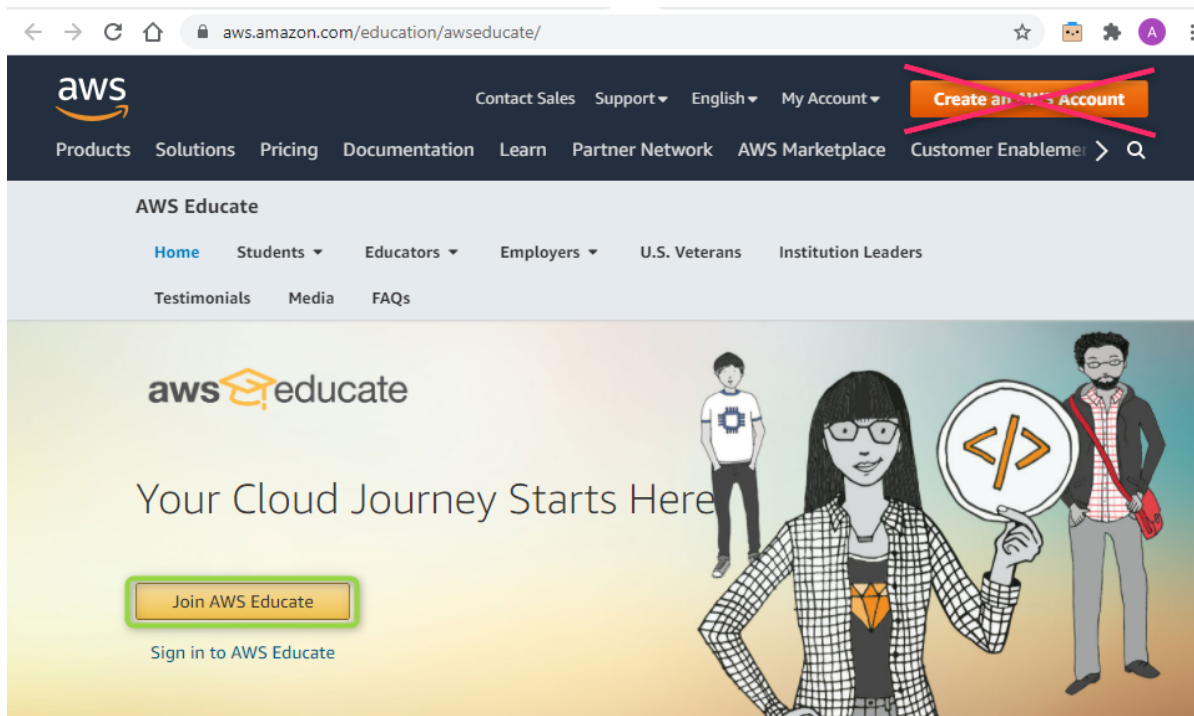 aws.amazon.com/education/awseducate/
A
aws
Contact Sales Support English My Account Create an AWS Account
Products Solutions Pricing Documentation Learn Partner Network AWS Marketplace Customer Enablemen
AWS Educate
Home Students Educators Employers U.S. Veterans Institution Leaders
Testimonials Media FAQs
aws educate
Your Cloud Journey Starts Here
</>
Join AWS Educate
Sign in to AWS Educate